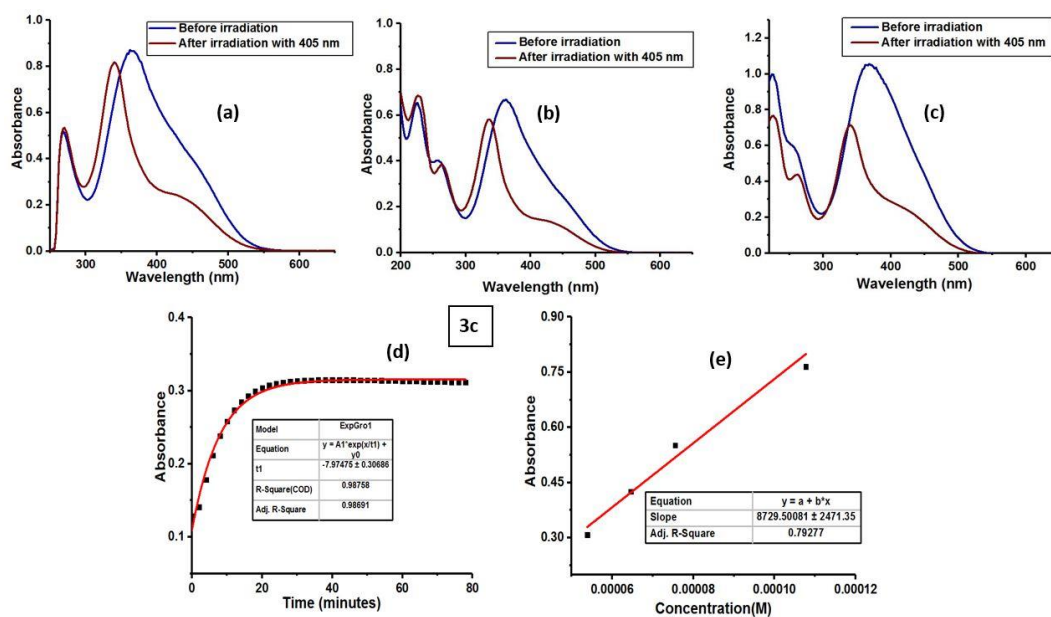 Before irradiation
After irradiation with 405 nm
(a)
Absorbance
1.0
0.8
0.6
0.4
0.2
0.0
300 400 500 600
Wavelength (nm)
Before irradiation
After irradiation with 405 nm
(b)
Absorbance
1.0
0.8
0.6
0.4
0.2
0.0
200 300 400 500 600
Wavelength (nm)
Before irradiation
After irradiation with 405 nm
(c)
Absorbance
1.2
1.0
0.8
0.6
0.4
0.2
0.0
300 400 500 600
Wavelength (nm)
3c
(d)
Absorbance
0.4
0.3
0.2
0.1
0 20 40 60 80
Time (minutes)
Model ExpGro1
Equation y = A1*exp(x/t1) +
y0
t1 -7.97475 ± 0.30686
R-Square(COD) 0.98758
Adj. R-Square 0.98691
(e)
Absorbance
0.90
0.75
0.60
0.45
0.30
0.00006 0.00008 0.00010 0.00012
Concentration(M)
Equation y = a + b*x
Slope 8729.50081 ± 2471.35
Adj. R-Square 0.79277